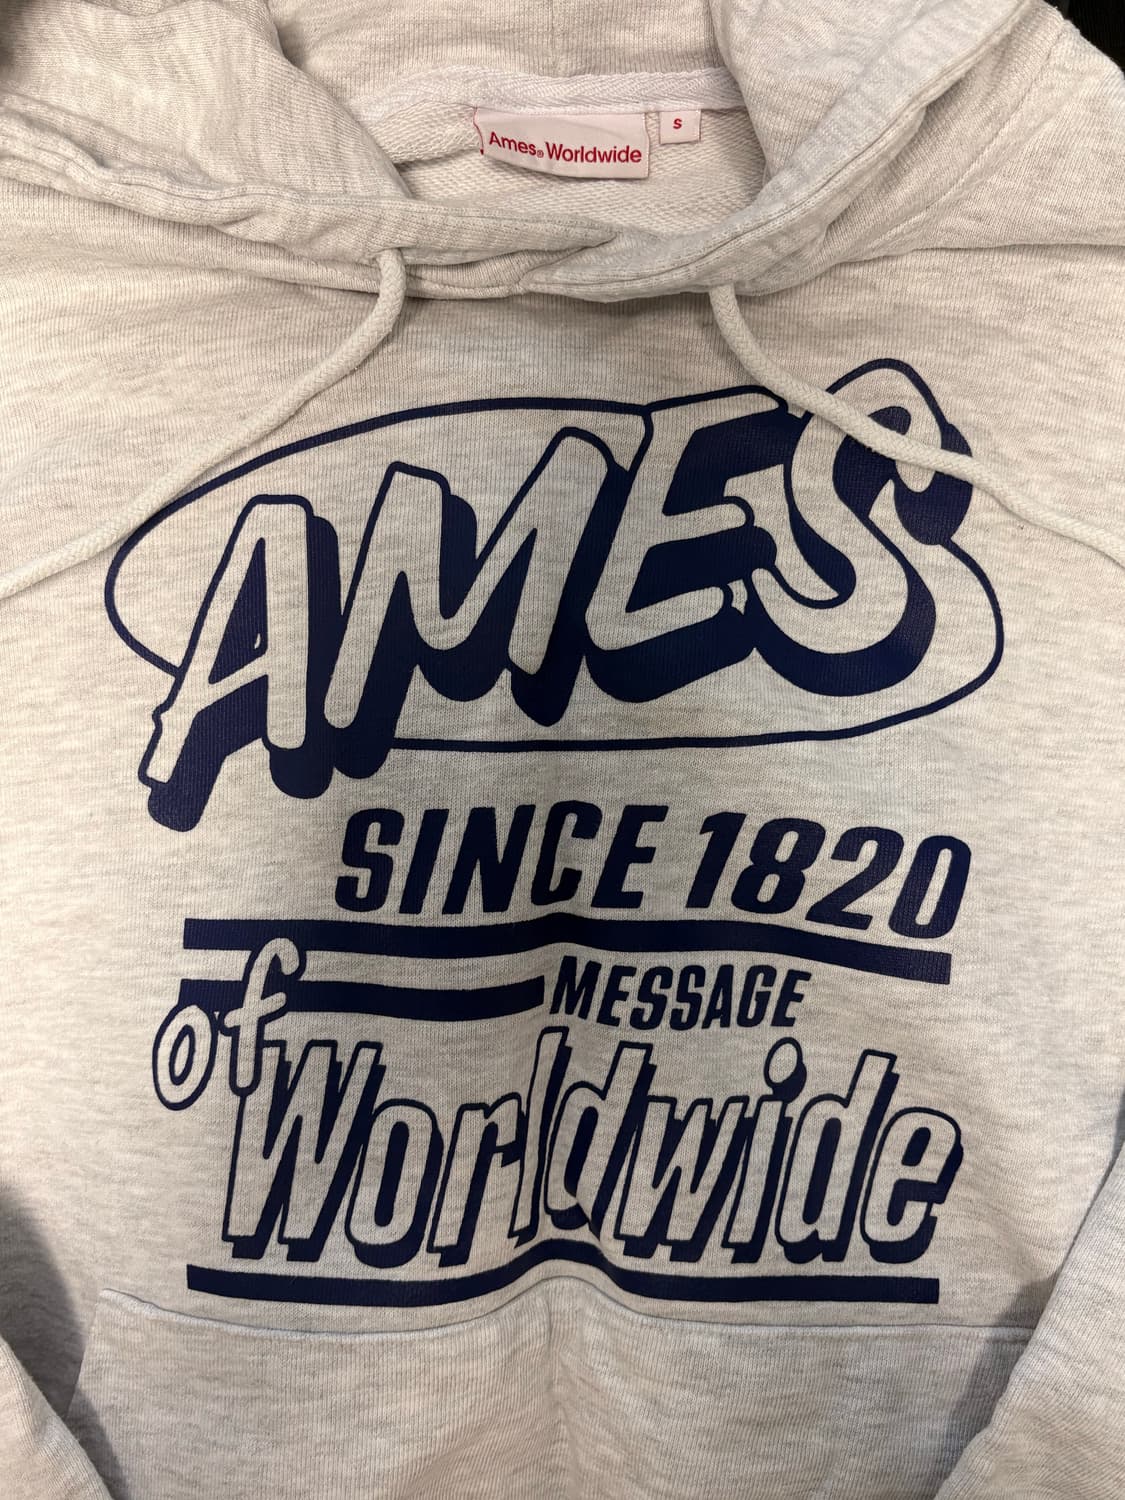 Ames® Worldwide
S
AMES
SINCE 1820
MESSAGE
of Worldwide